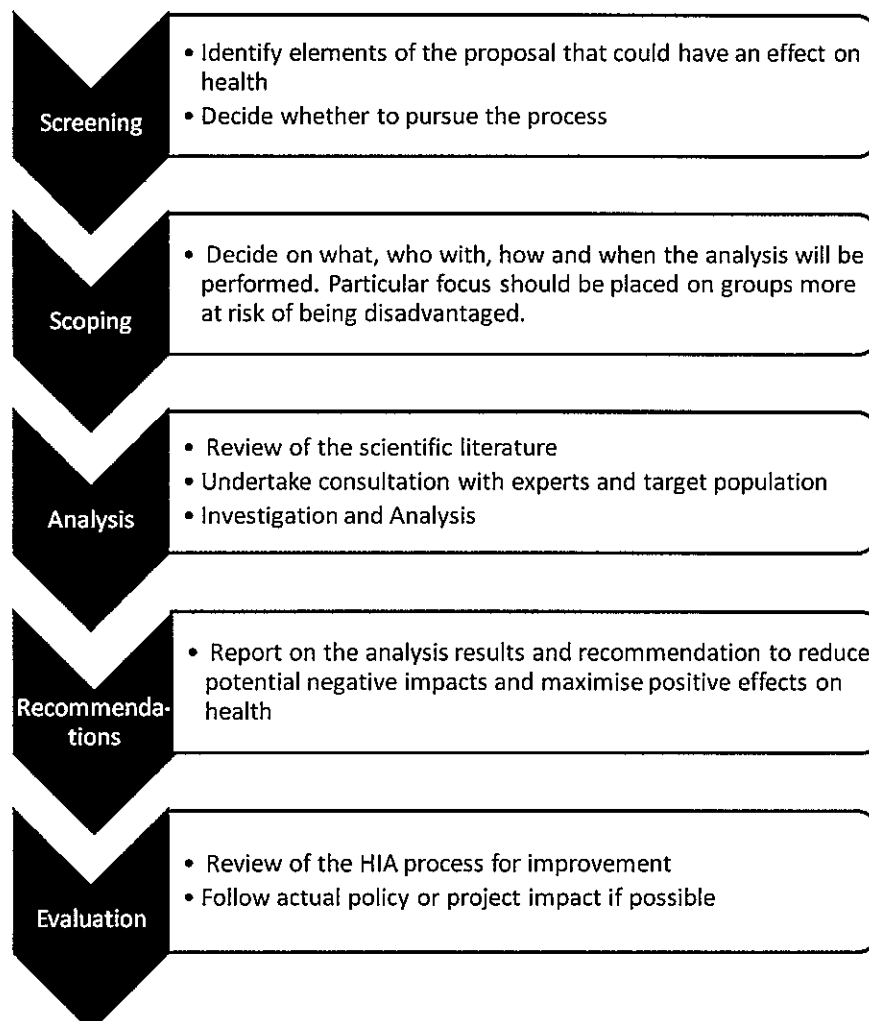 Screening
• Identify elements of the proposal that could have an effect on
health
• Decide whether to pursue the process
Scoping
• Decide on what, who with, how and when the analysis will be
performed. Particular focus should be placed on groups more
at risk of being disadvantaged.
Analysis
• Review of the scientific literature
• Undertake consultation with experts and target population
• Investigation and Analysis
Recommenda-
tions
• Report on the analysis results and recommendation to reduce
potential negative impacts and maximise positive effects on
health
Evaluation
• Review of the HIA process for improvement
• Follow actual policy or project impact if possible